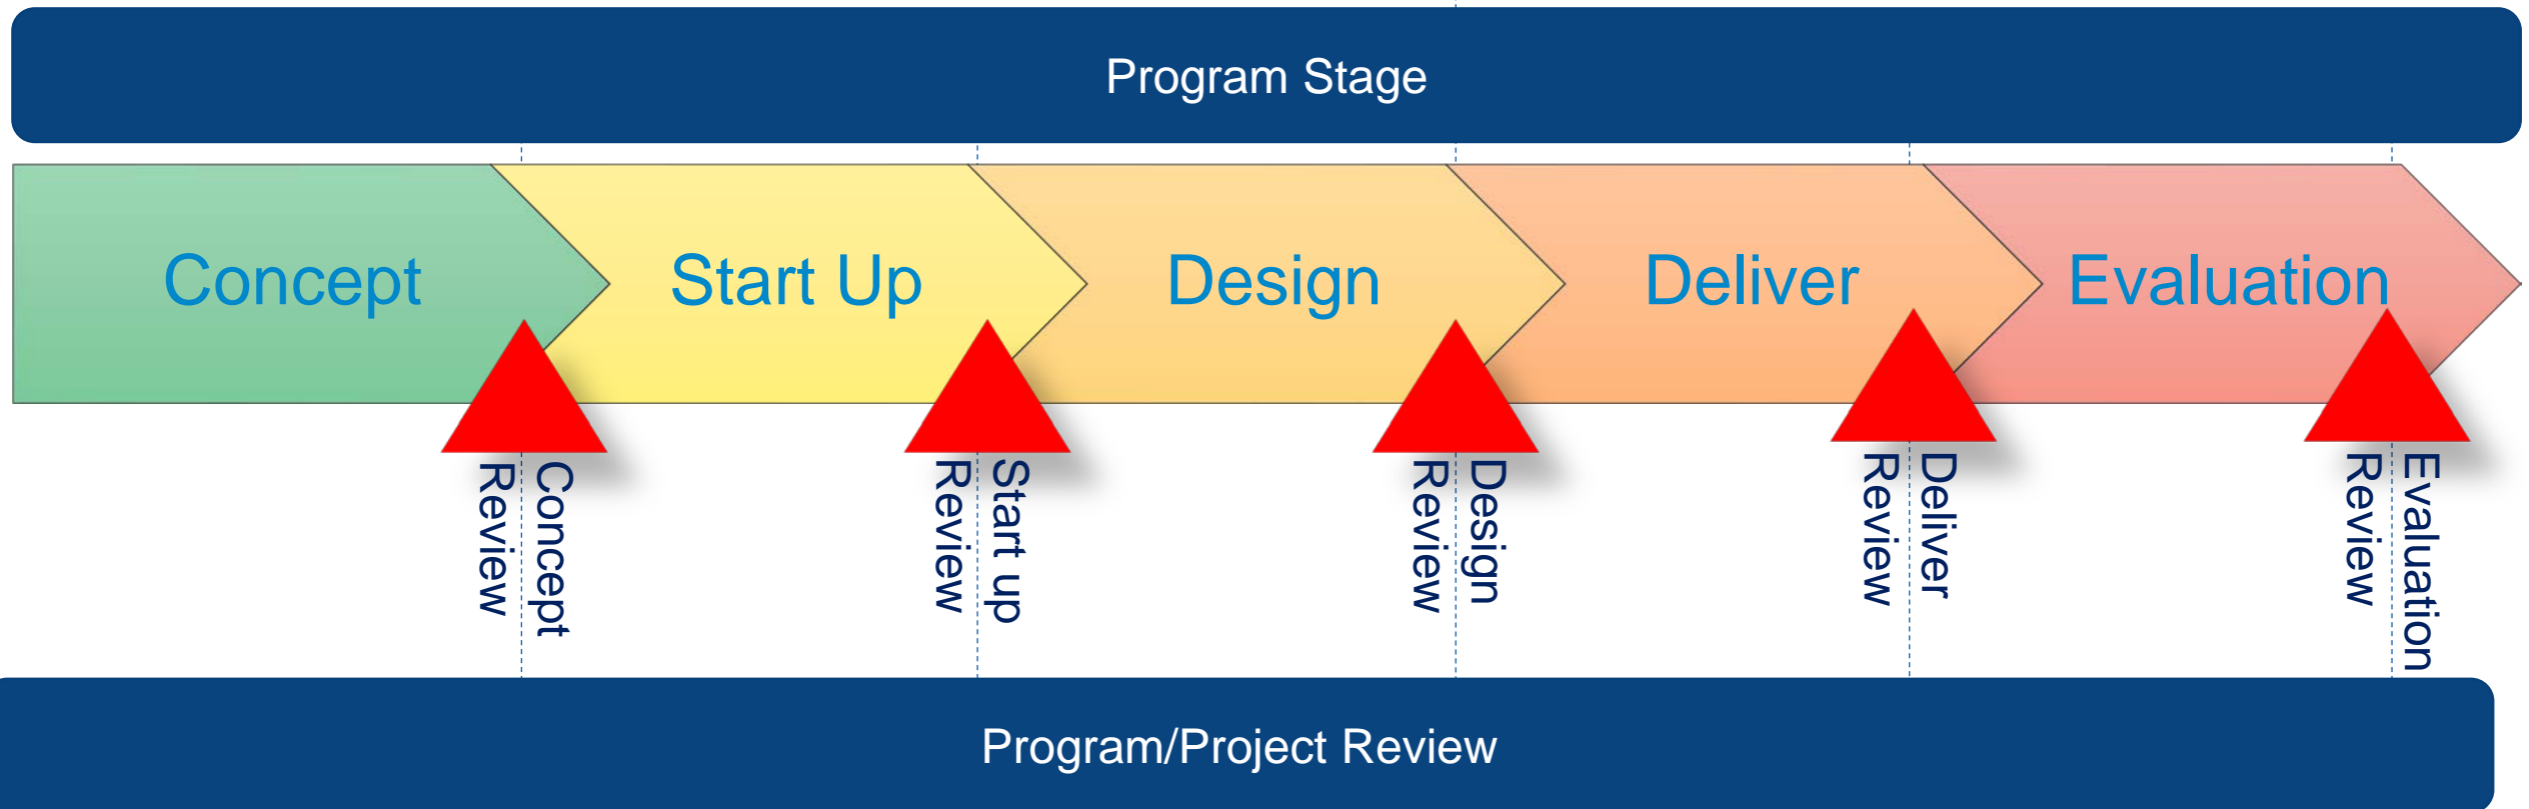 Program Stage
Concept
Start Up
Design
Deliver
Evaluation
Concept
Review
Start up
Review
Design
Review
Deliver
Review
Evaluation
Review
Program/Project Review